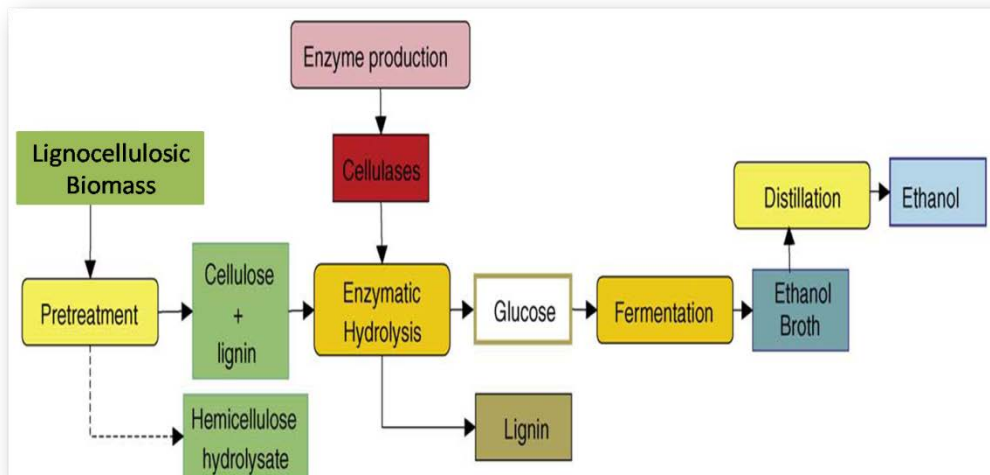 Enzyme production
Lignocellulosic
Biomass
Cellulases
Distillation
Ethanol
Pretreatment
Cellulose
+
lignin
Enzymatic
Hydrolysis
Glucose
Fermentation
Ethanol
Broth
Hemicellulose
hydrolysate
Lignin